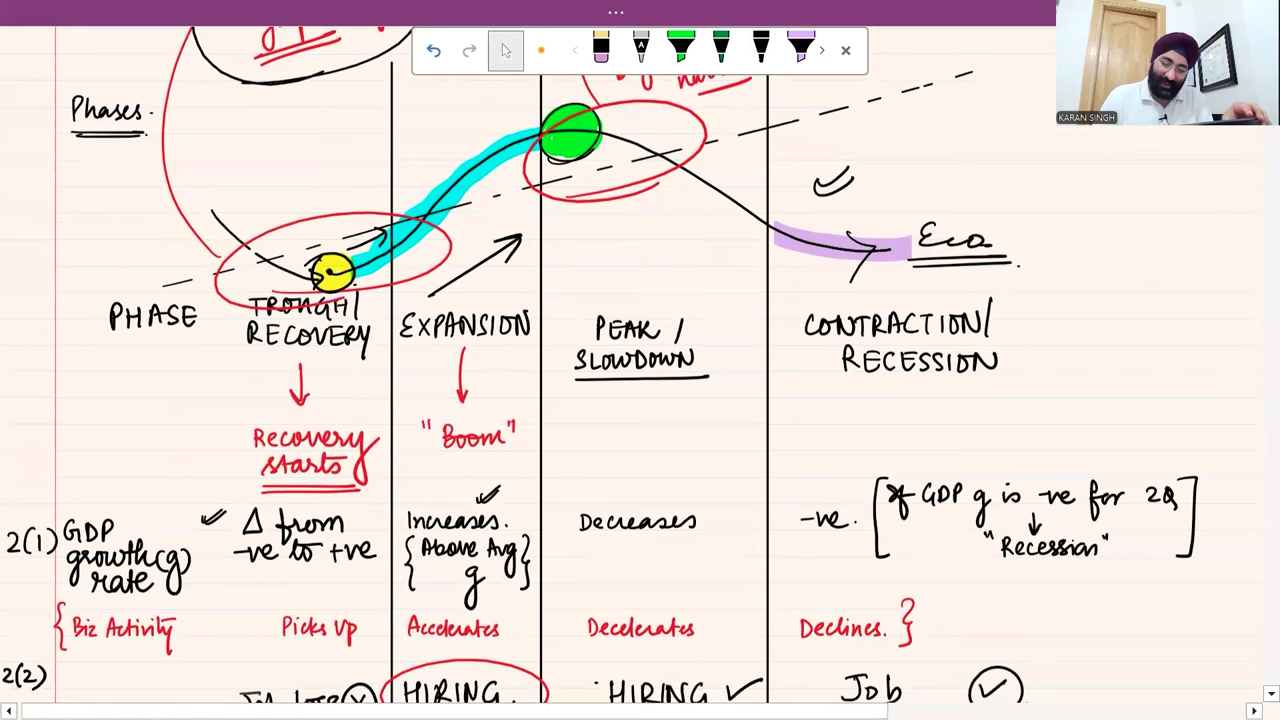 Phases.
KARAN SINGH
Eco
PHASE
TROUGH/
RECOVERY
EXPANSION
PEAK /
SLOWDOWN
CONTRACTION/
RECESSION
Recovery
starts
"Boom"
2(1) GDP
growth(g)
rate
Δ from
-ve to +ve
Increases.
{Above Avg
g}
Decreases
-ve.
[* GDP g is -ve for 2Q
↓
"Recession"]
{Biz Activity
Picks Up
Accelerates
Decelerates
Declines.}
2(2)
HIRING
HIRING ✓
Job